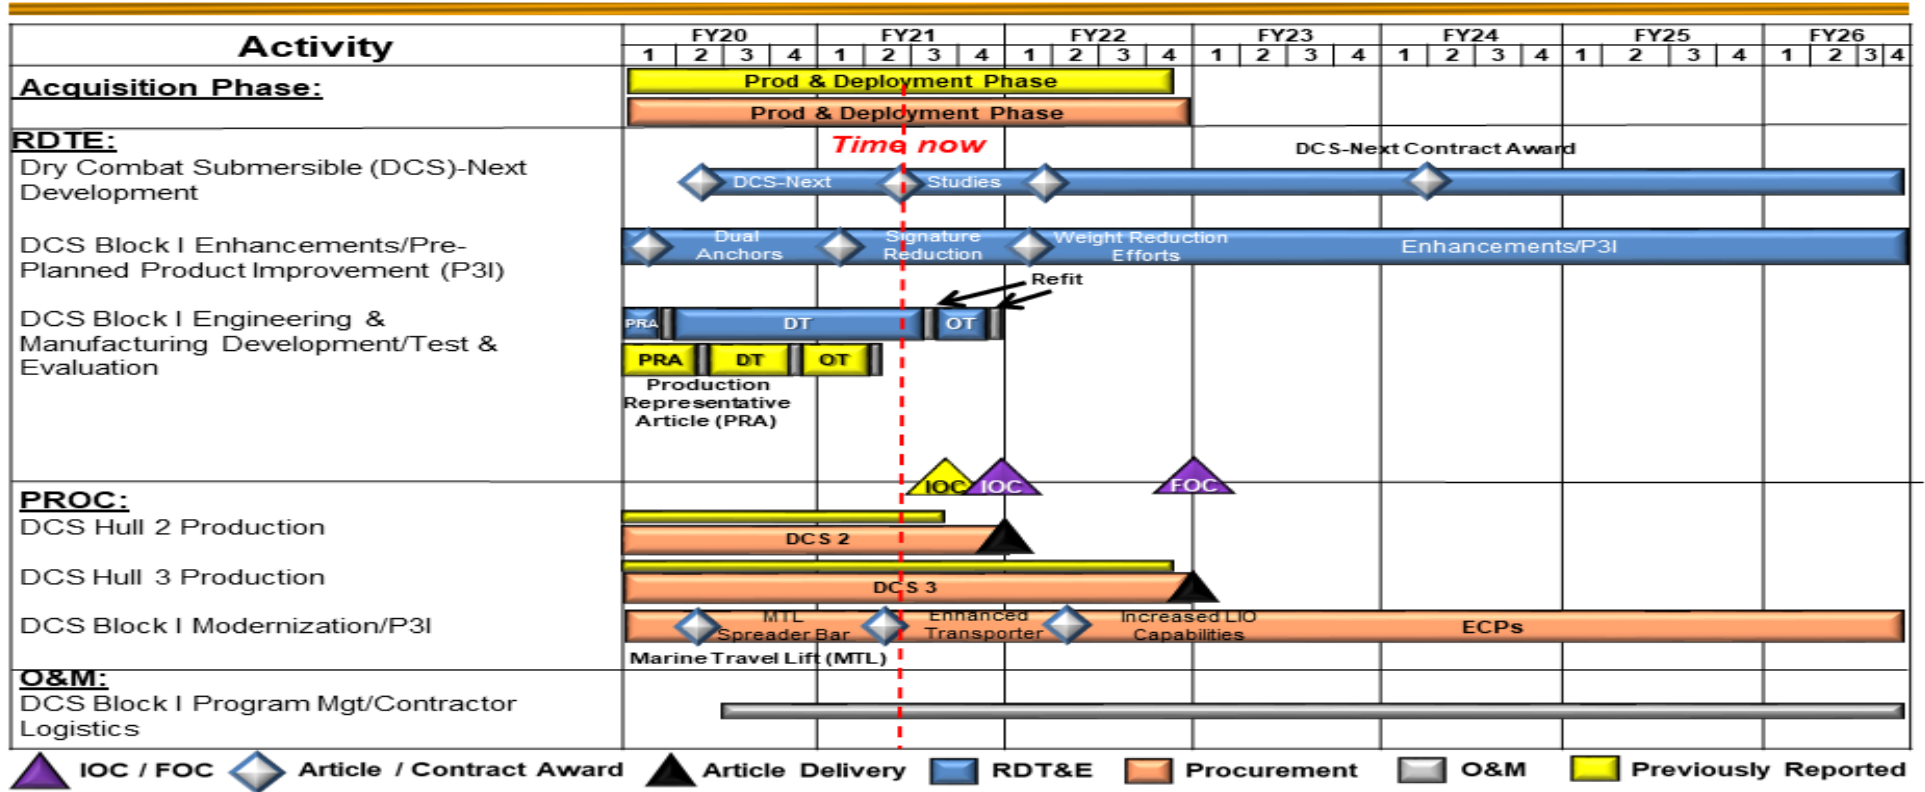 Activity
FY20 FY21 FY22 FY23 FY24 FY25 FY26
1 2 3 4 1 2 3 4 1 2 3 4 1 2 3 4 1 2 3 4 1 2 3 4 1 2 3 4
Acquisition Phase:
Prod & Deployment Phase
Prod & Deployment Phase
RDTE:
Time now
DCS-Next Contract Award
Dry Combat Submersible (DCS)-Next
Development
DCS-Next
Studies
DCS Block I Enhancements/Pre-
Planned Product Improvement (P3I)
Dual
Anchors
Signature
Reduction
Weight Reduction
Efforts
Enhancements/P3I
Refit
DCS Block I Engineering &
Manufacturing Development/Test &
Evaluation
PRA DT OT
PRA DT OT
Production
Representative
Article (PRA)
IOC IOC FOC
PROC:
DCS Hull 2 Production
DCS 2
DCS Hull 3 Production
DCS 3
DCS Block I Modernization/P3I
MTL
Spreader Bar
Enhanced
Transporter
Increased LIO
Capabilities
ECPs
Marine Travel Lift (MTL)
O&M:
DCS Block I Program Mgt/Contractor
Logistics
IOC / FOC Article / Contract Award Article Delivery RDT&E Procurement O&M Previously Reported